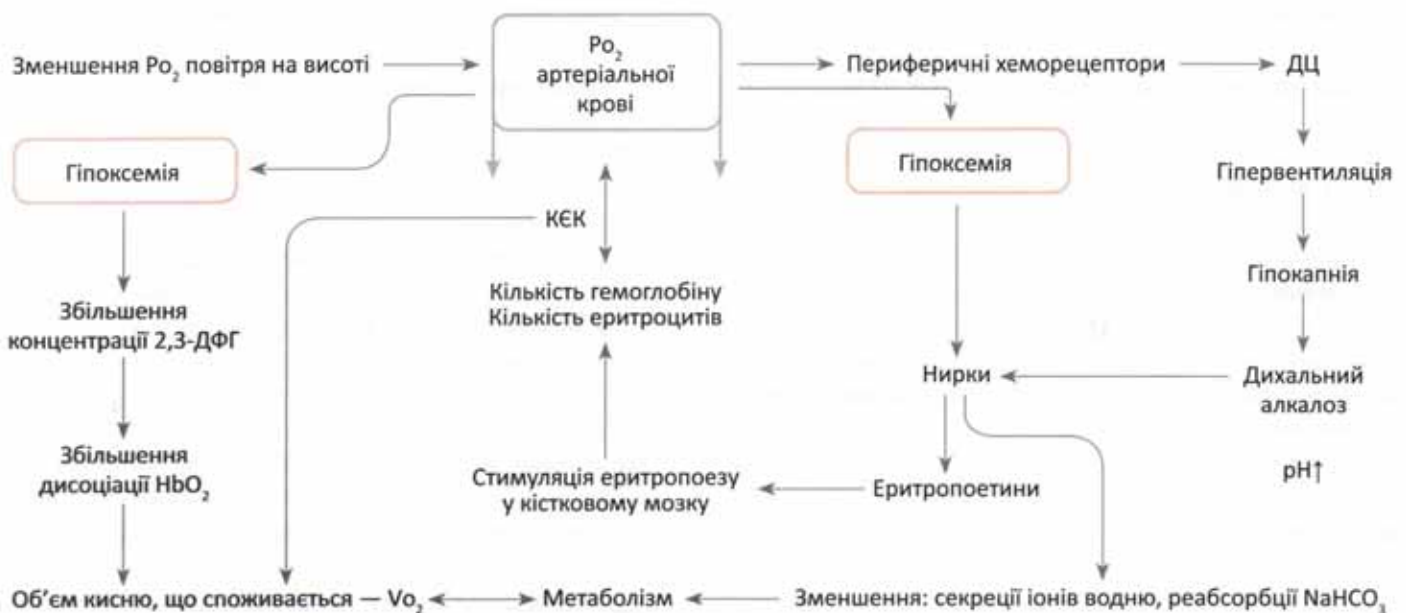 Зменшення Po₂ повітря на висоті
Po₂
артеріальної
крові
Периферичні хеморецептори
ДЦ
Гіпоксемія
Гіпоксемія
Гіпервентиляція
КЄК
Гіпокапнія
Збільшення
концентрації 2,3-ДФГ
Кількість гемоглобіну
Кількість еритроцитів
Нирки
Дихальний
алкалоз
Збільшення
дисоціації HbO₂
Стимуляція еритропоезу
у кістковому мозку
Еритропоетини
pH↑
Об’єм кисню, що споживається — Vo₂
Метаболізм
Зменшення: секреції іонів водню, реабсорбції NaHCO₃